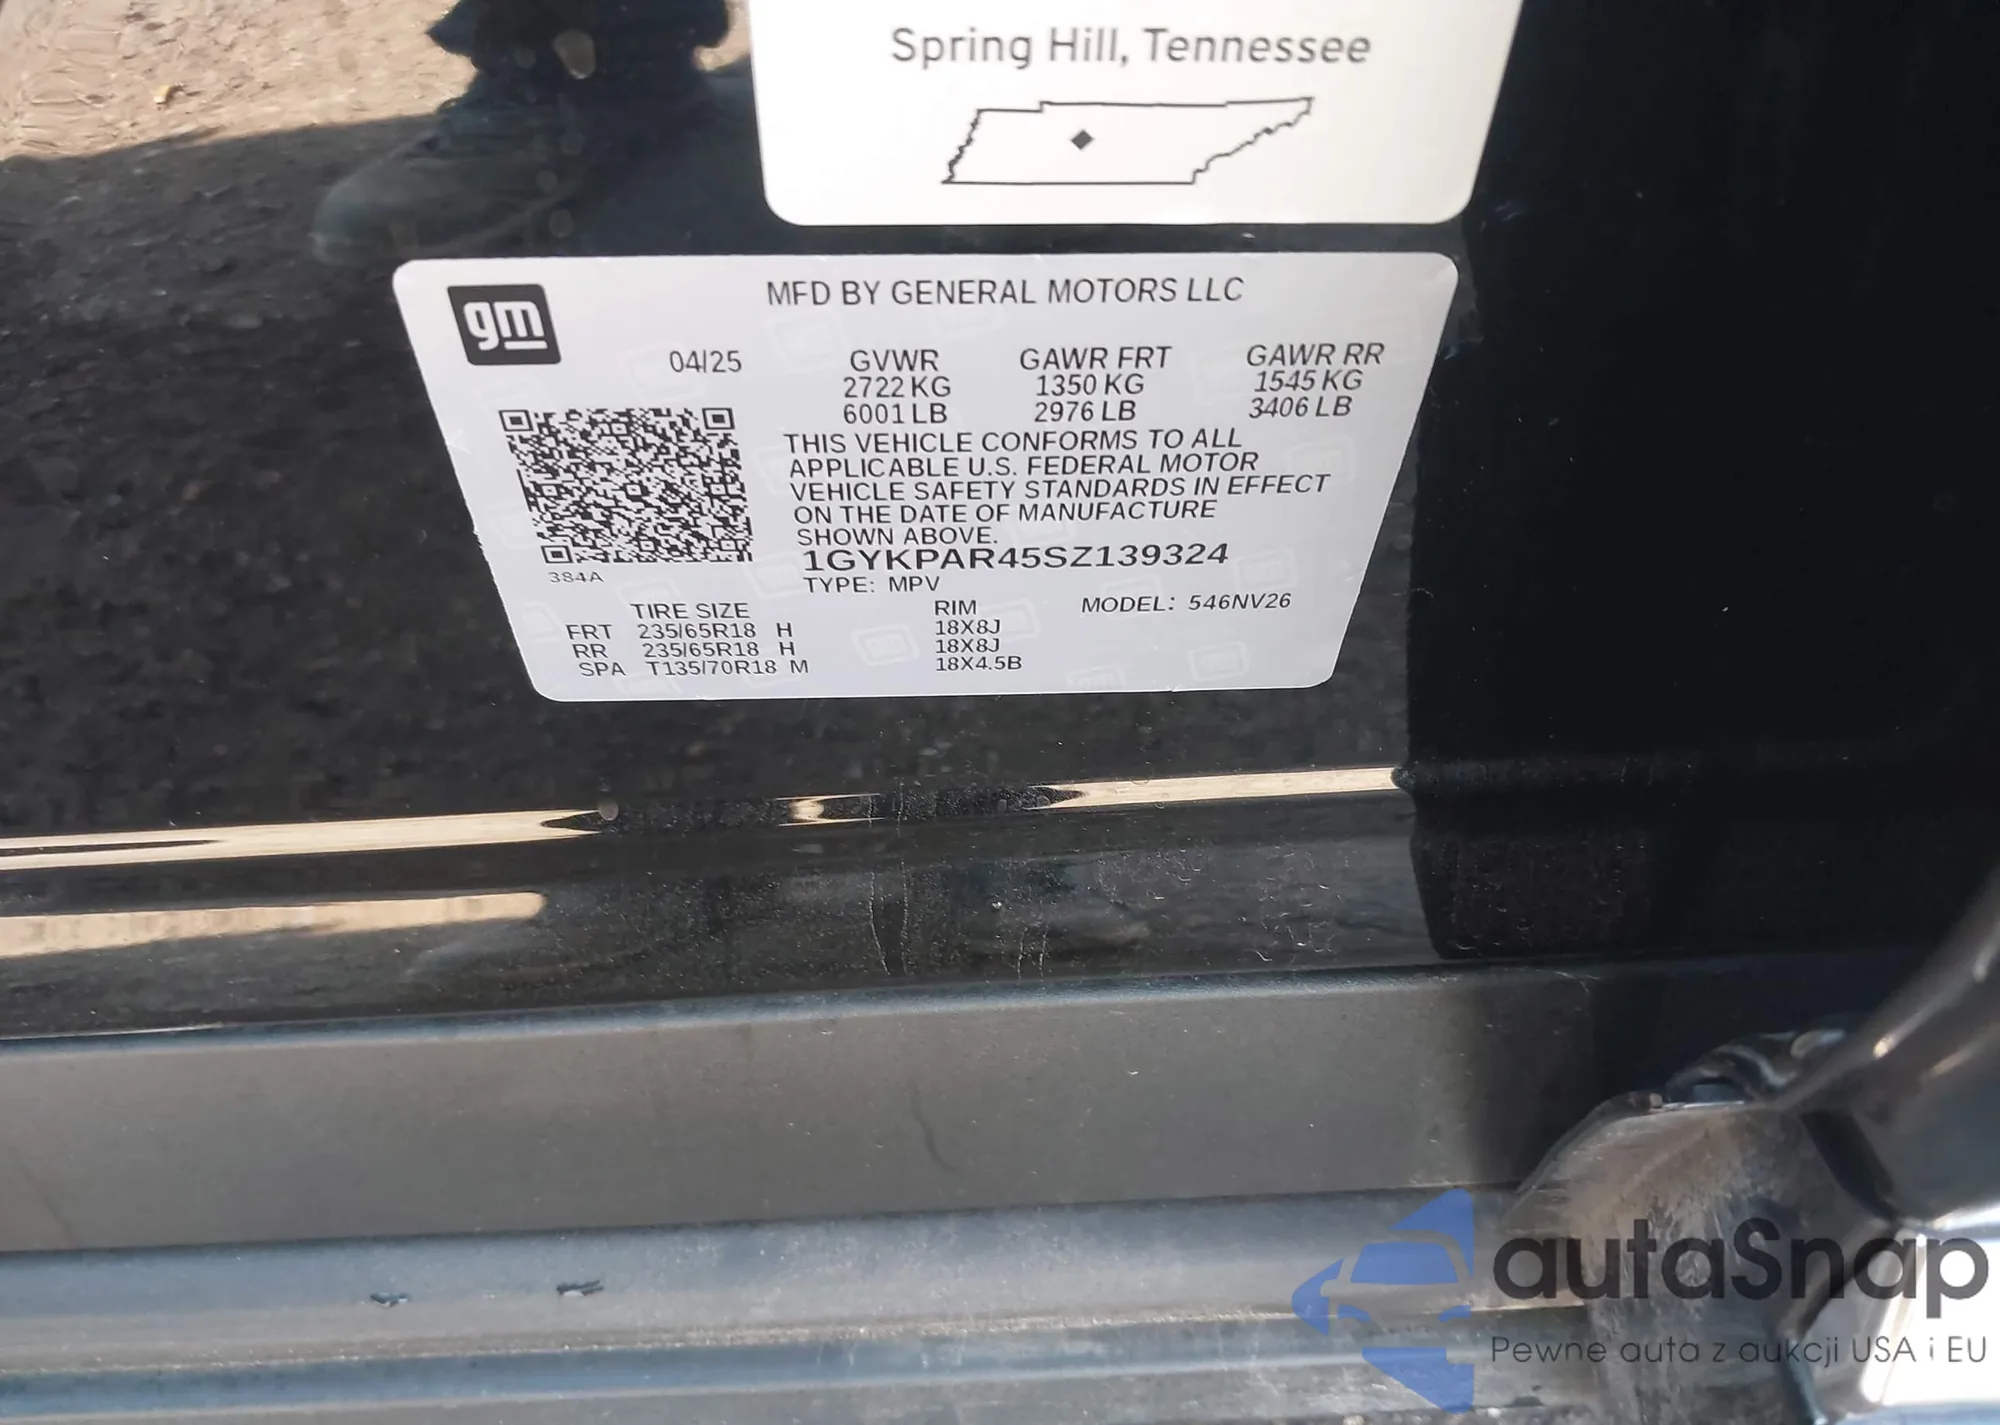 Spring Hill, Tennessee
gm
MFD BY GENERAL MOTORS LLC
04/25 GVWR GAWR FRT GAWR RR
2722 KG 1350 KG 1545 KG
6001 LB 2976 LB 3406 LB
THIS VEHICLE CONFORMS TO ALL
APPLICABLE U.S. FEDERAL MOTOR
VEHICLE SAFETY STANDARDS IN EFFECT
ON THE DATE OF MANUFACTURE
SHOWN ABOVE.
1GYKPAR45SZ139324
384A
TYPE: MPV
TIRE SIZE RIM MODEL: 546NV26
FRT 235/65R18 H 18X8J
RR 235/65R18 H 18X8J
SPA T135/70R18 M 18X4.5B
autaSnap
Pewne auta z aukcji USA i EU